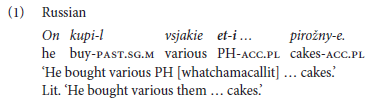 (1) Russian
On kupi-l vsjakie et-i … pirožny-e.
he buy-PAST.SG.M various PH-ACC.PL cakes-ACC.PL
‘He bought various PH [whatchamacallit] … cakes.’
Lit. ‘He bought various them … cakes.’